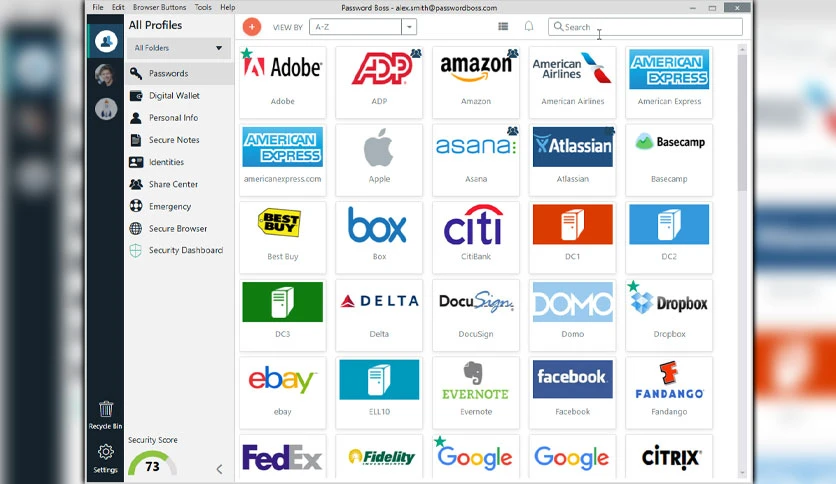 File Edit Browser Buttons Tools Help
Password Boss - alex.smith@passwordboss.com
All Profiles
VIEW BY A-Z
Search
All Folders
Passwords
Digital Wallet
Personal Info
Secure Notes
Identities
Share Center
Emergency
Secure Browser
Security Dashboard
Recycle Bin
Settings
Security Score
73
Adobe
Adobe
ADP
ADP
amazon
Amazon
American Airlines
American Airlines
AMERICAN EXPRESS
American Express
AMERICAN EXPRESS
americanexpress.com
Apple
asana:
Asana
Atlassian
Atlassian
Basecamp
Basecamp
BEST BUY
Best Buy
box
Box
citi
CitiBank
DC1
DC2
DC3
DELTA
Delta
DocuSign
DocuSign
DOMO
Domo
Dropbox
Dropbox
ebay
ebay
ELL10
EVERNOTE
Evernote
facebook
Facebook
FANDANGO
Fandango
FedEx
Fidelity
INVESTMENTS
Google
Google
CITRIX